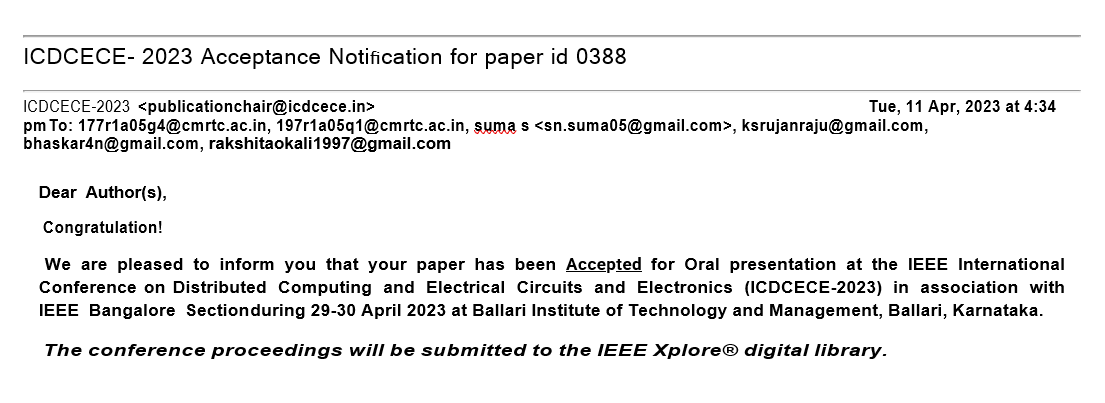 ICDCECE- 2023 Acceptance Notification for paper id 0388
ICDCECE-2023 <publicationchair@icdcece.in> Tue, 11 Apr, 2023 at 4:34
pm To: 177r1a05g4@cmrtc.ac.in, 197r1a05q1@cmrtc.ac.in, suma s <sn.suma05@gmail.com>, ksrujanraju@gmail.com,
bhaskar4n@gmail.com, rakshitaokali1997@gmail.com
Dear Author(s),
Congratulation!
We are pleased to inform you that your paper has been Accepted for Oral presentation at the IEEE International
Conference on Distributed Computing and Electrical Circuits and Electronics (ICDCECE-2023) in association with
IEEE Bangalore Sectionduring 29-30 April 2023 at Ballari Institute of Technology and Management, Ballari, Karnataka.
The conference proceedings will be submitted to the IEEE Xplore® digital library.